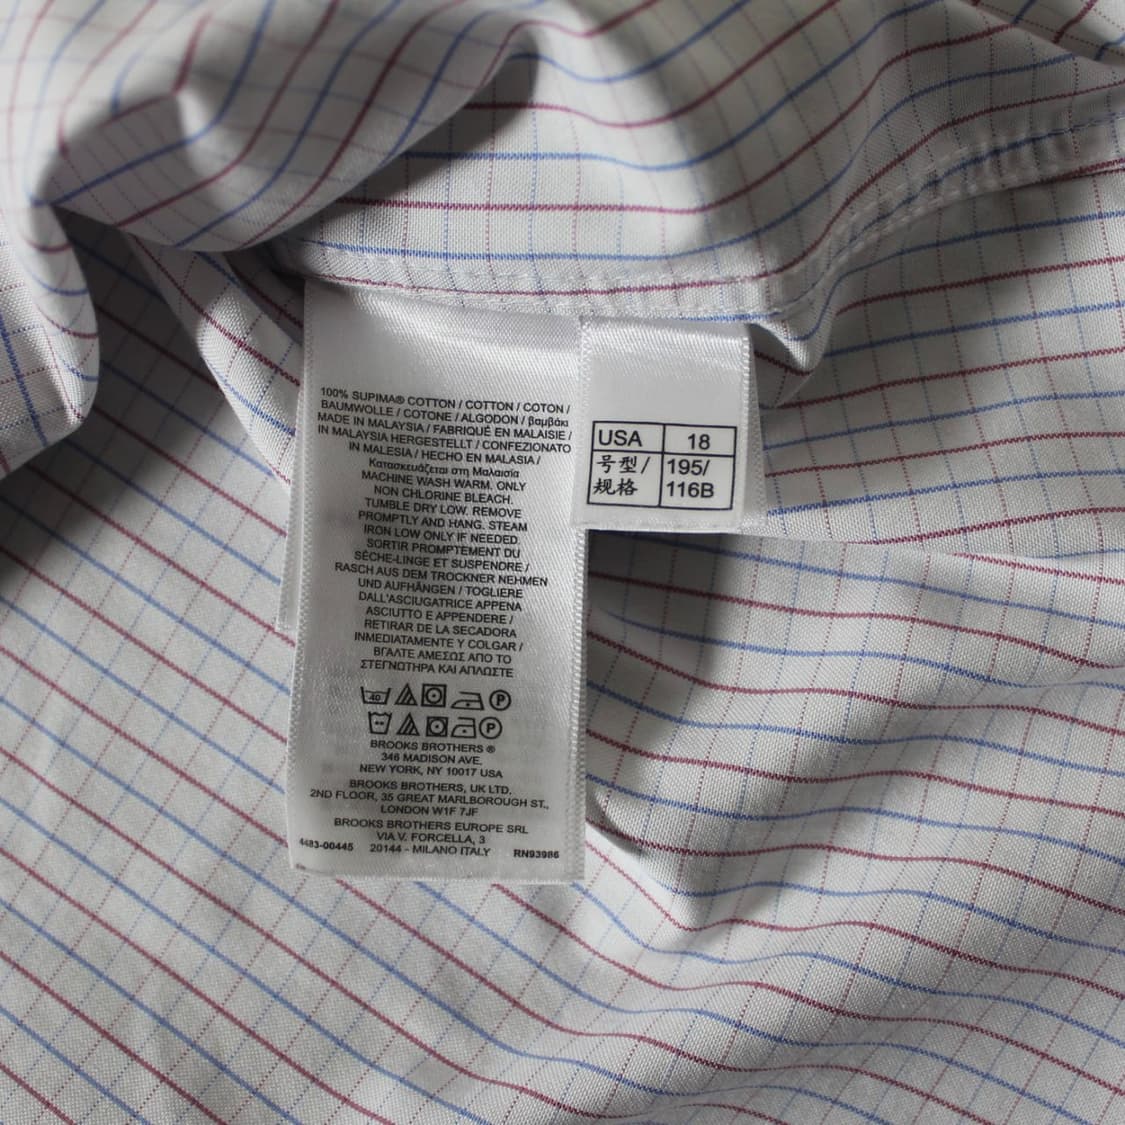 100% SUPIMA® COTTON / COTTON / COTON /
BAUMWOLLE / COTONE / ALGODON / βαμβάκι
MADE IN MALAYSIA / FABRIQUÉ EN MALAISIE /
IN MALAYSIA HERGESTELLT / CONFEZIONATO
IN MALESIA / HECHO EN MALASIA /
Κατασκευάζεται στη Μαλαισία
MACHINE WASH WARM. ONLY
NON CHLORINE BLEACH.
TUMBLE DRY LOW. REMOVE
PROMPTLY AND HANG. STEAM
IRON LOW ONLY IF NEEDED.
SORTIR PROMPTEMENT DU
SÈCHE-LINGE ET SUSPENDRE /
RASCH AUS DEM TROCKNER NEHMEN
UND AUFHÄNGEN / TOGLIERE
DALL'ASCIUGATRICE APPENA
ASCIUTTO E APPENDERE /
RETIRAR DE LA SECADORA
INMEDIATAMENTE Y COLGAR /
ΒΓΑΛΤΕ ΑΜΕΣΩΣ ΑΠΟ ΤΟ
ΣΤΕΓΝΩΤΗΡΑ ΚΑΙ ΑΠΛΩΣΤΕ
40 P
P
BROOKS BROTHERS ®
346 MADISON AVE.
NEW YORK, NY 10017 USA
BROOKS BROTHERS, UK LTD.
2ND FLOOR, 35 GREAT MARLBOROUGH ST.,
LONDON W1F 7JF
BROOKS BROTHERS EUROPE SRL
VIA V. FORCELLA, 3
4483-00445 20144 - MILANO ITALY RN93986
USA 18
号型/ 195/
规格 116B